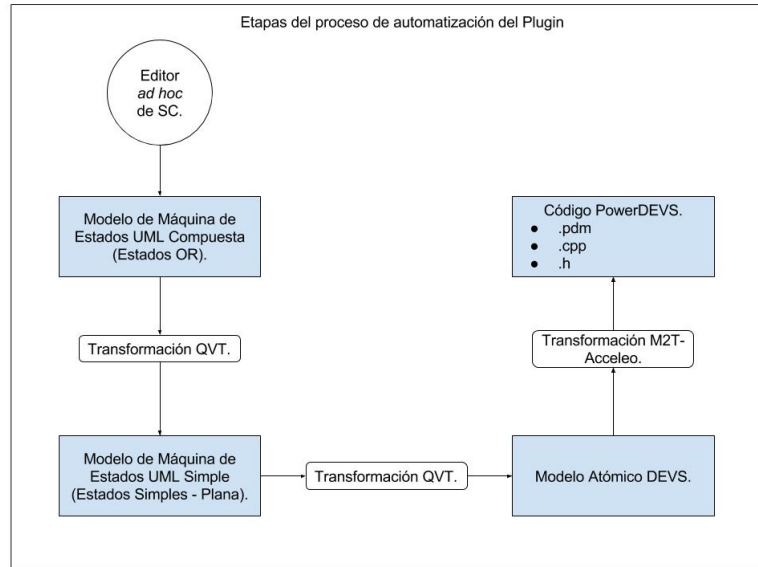 Etapas del proceso de automatización del Plugin
Editor
ad hoc
de SC.
Modelo de Máquina de
Estados UML Compuesta
(Estados OR).
Transformación QVT.
Modelo de Máquina de
Estados UML Simple
(Estados Simples - Plana).
Transformación QVT.
Modelo Atómico DEVS.
Transformación M2T-
Acceleo.
Código PowerDEVS.
● .pdm
● .cpp
● .h